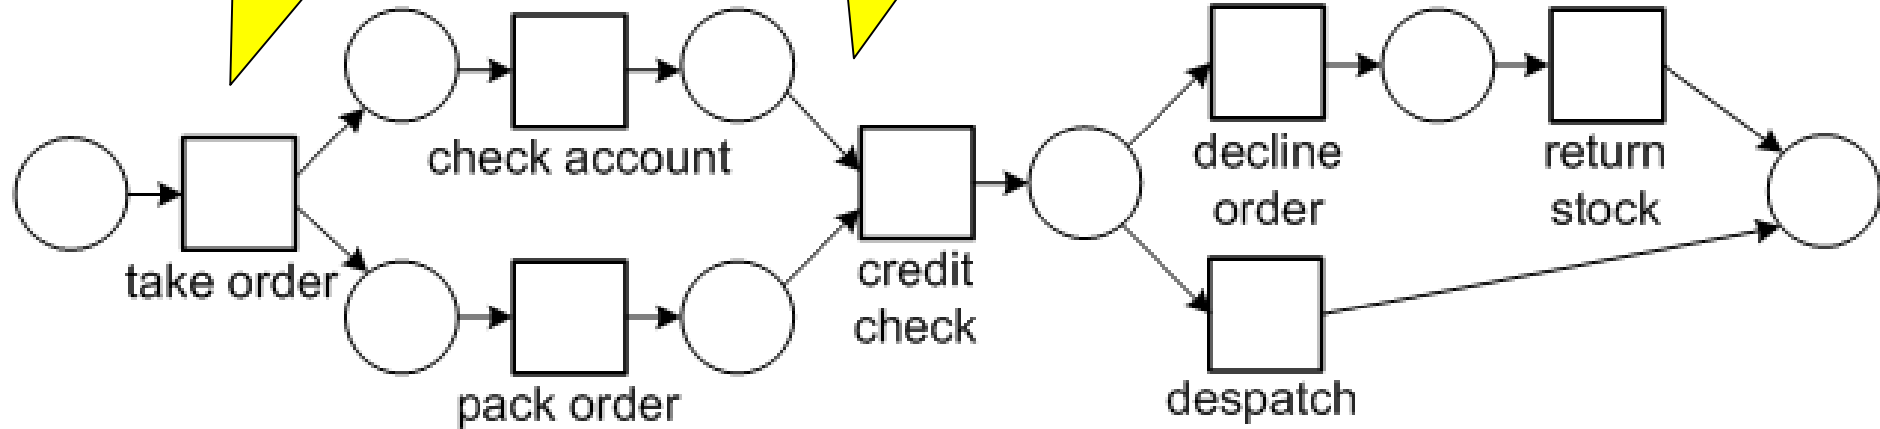 take order
check account
pack order
credit
check
decline
order
return
stock
despatch